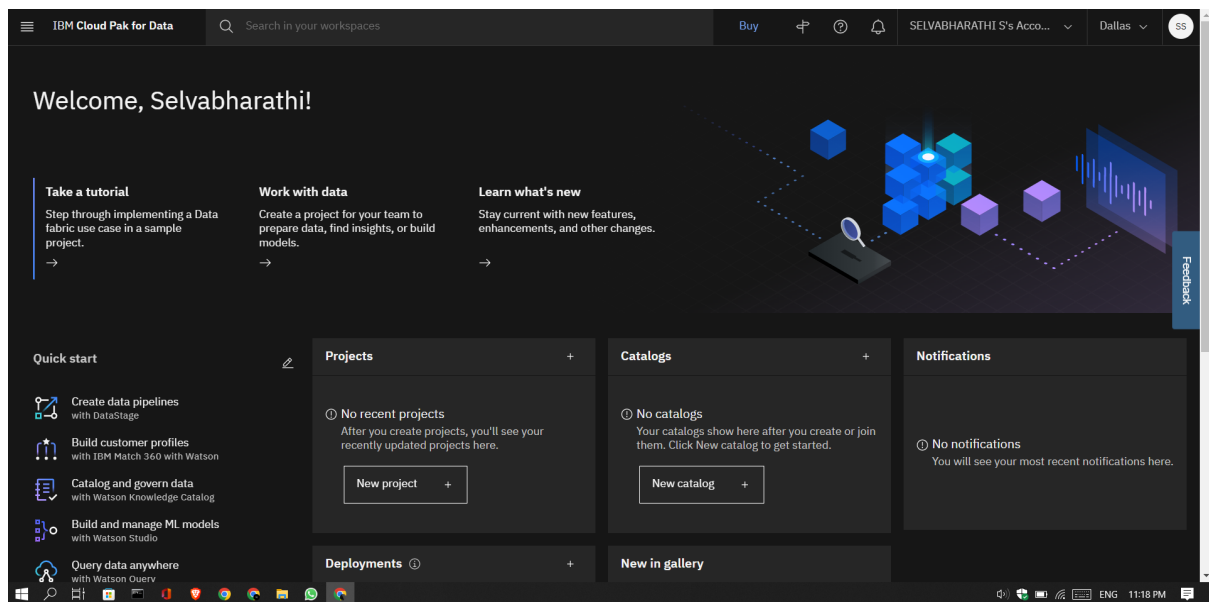 IBM Cloud Pak for Data
Search in your workspaces
Buy
SELVABHARATHI S's Acco...
Dallas
SS
Welcome, Selvabharathi!
Take a tutorial
Step through implementing a Data
fabric use case in a sample
project.
Work with data
Create a project for your team to
prepare data, find insights, or build
models.
Learn what's new
Stay current with new features,
enhancements, and other changes.
Feedback
Quick start
Create data pipelines
with DataStage
Build customer profiles
with IBM Match 360 with Watson
Catalog and govern data
with Watson Knowledge Catalog
Build and manage ML models
with Watson Studio
Query data anywhere
with Watson Query
Projects
No recent projects
After you create projects, you'll see your
recently updated projects here.
New project +
Catalogs
No catalogs
Your catalogs show here after you create or join
them. Click New catalog to get started.
New catalog +
Notifications
No notifications
You will see your most recent notifications here.
Deployments
New in gallery
ENG 11:18 PM